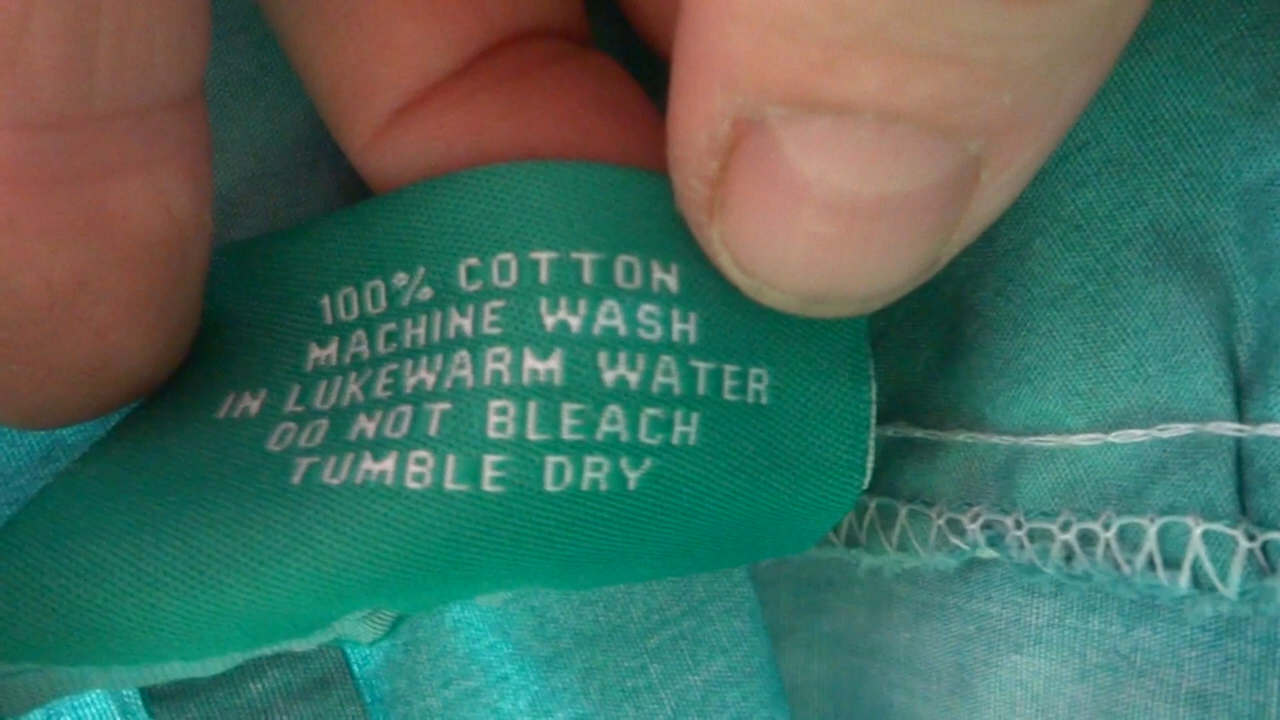 100% COTTON
MACHINE WASH
IN LUKEWARM WATER
DO NOT BLEACH
TUMBLE DRY